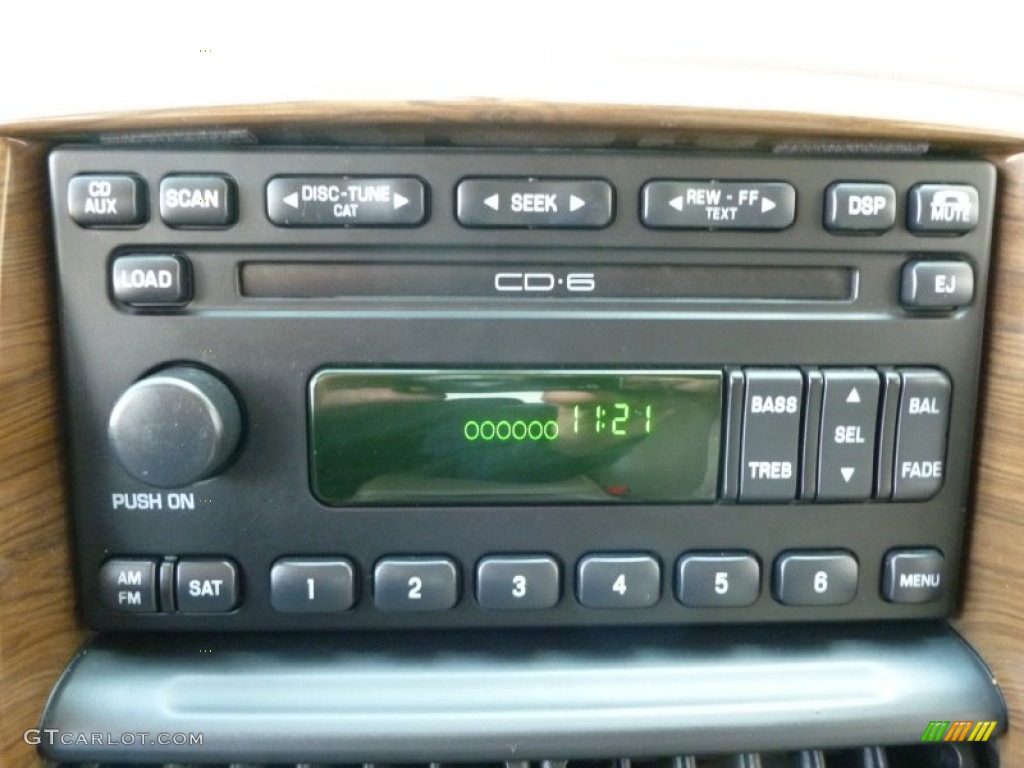 CD AUX SCAN ◄ DISC-TUNE CAT ► ◄ SEEK ► ◄ REW - FF TEXT ► DSP MUTE
LOAD CD·6 EJ
BASS ▲ BAL
000000 11:21 SEL
TREB ▼ FADE
PUSH ON
AM FM SAT 1 2 3 4 5 6 MENU
GTCARLOT.COM